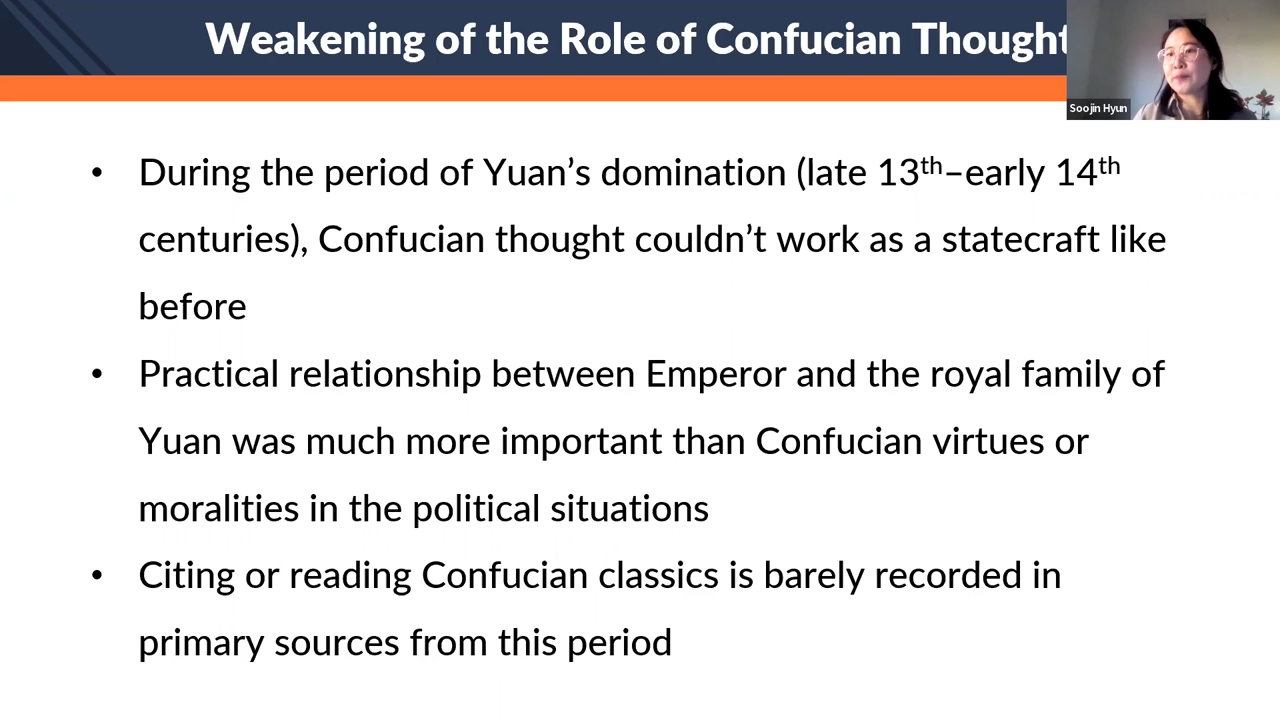 Weakening of the Role of Confucian Thought
Soojin Hyun
• During the period of Yuan’s domination (late 13th–early 14th
centuries), Confucian thought couldn’t work as a statecraft like
before
• Practical relationship between Emperor and the royal family of
Yuan was much more important than Confucian virtues or
moralities in the political situations
• Citing or reading Confucian classics is barely recorded in
primary sources from this period